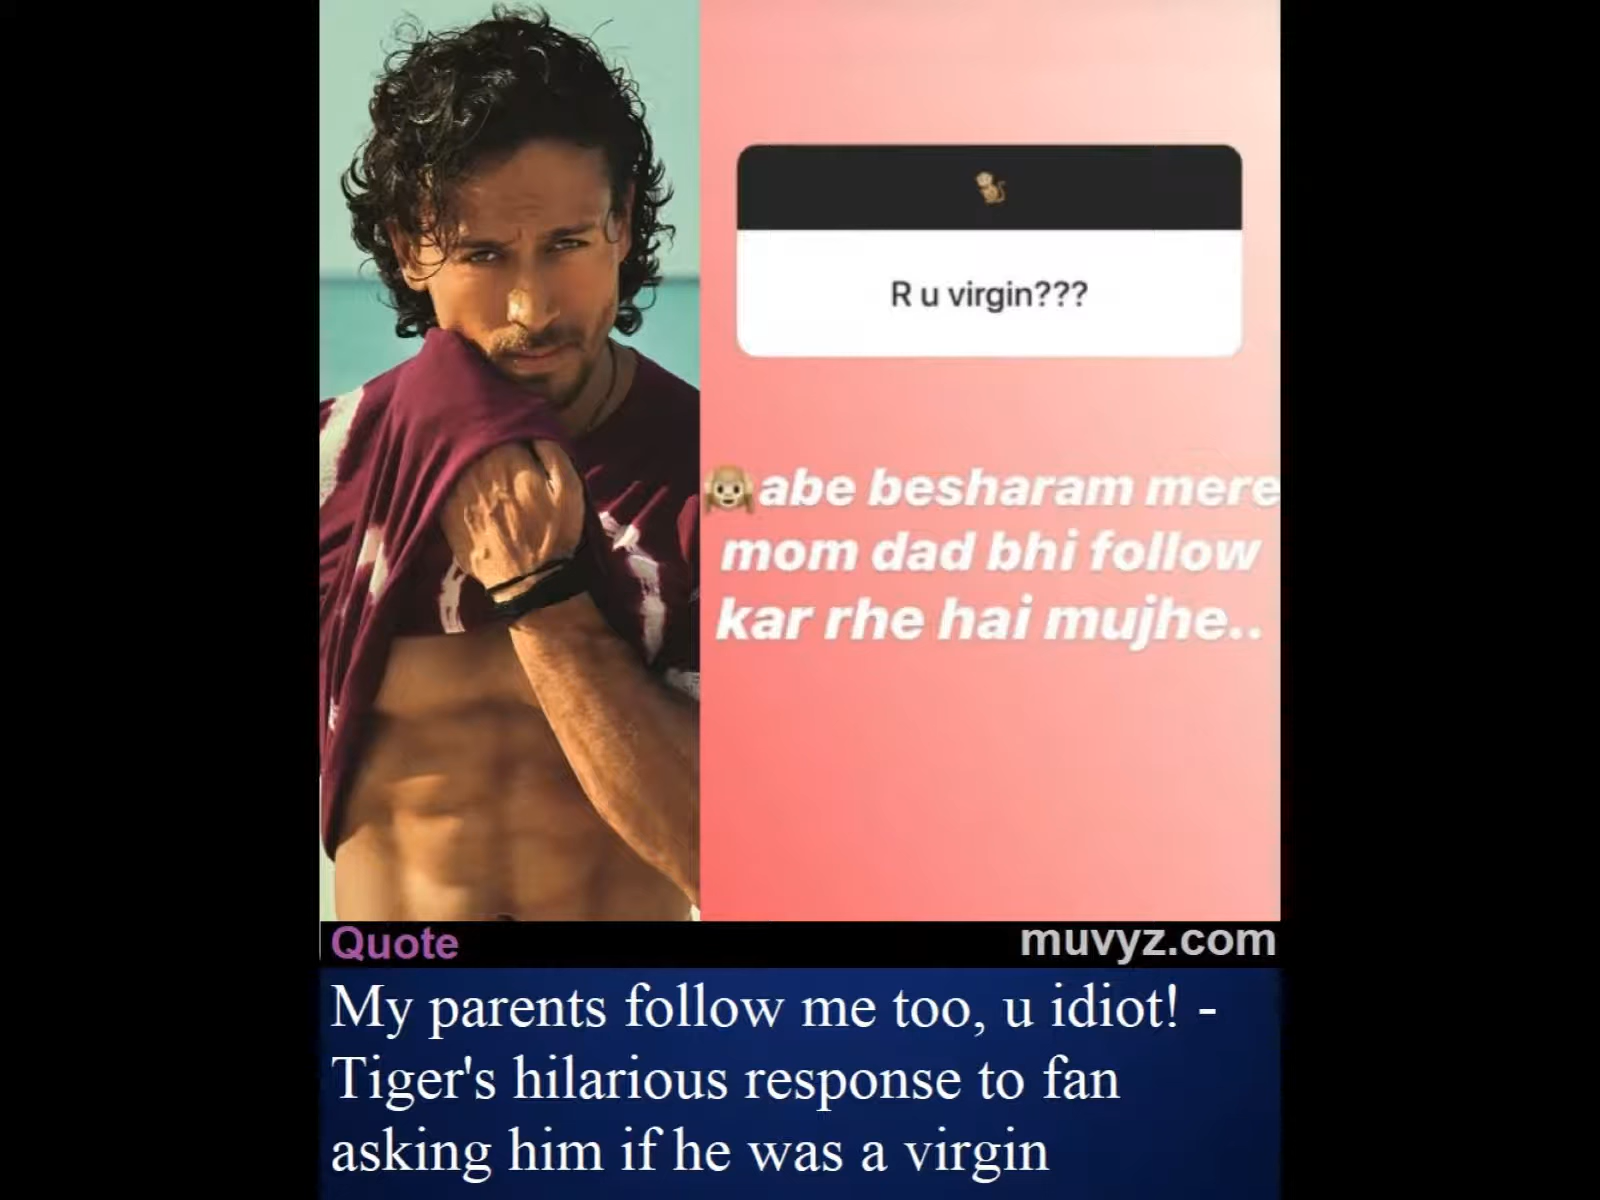 R u virgin???
🙉abe besharam mere
mom dad bhi follow
kar rhe hai mujhe..
Quote
muvyz.com
My parents follow me too, u idiot! -
Tiger's hilarious response to fan
asking him if he was a virgin